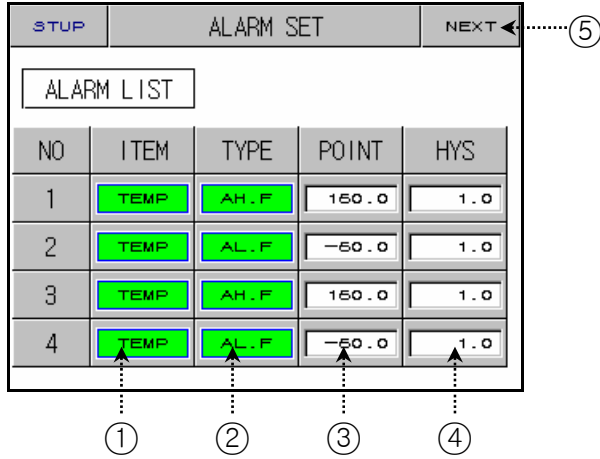 STUP ALARM SET NEXT ⑤
ALARM LIST
NO ITEM TYPE POINT HYS
1 TEMP AH.F 160.0 1.0
2 TEMP AL.F -60.0 1.0
3 TEMP AH.F 160.0 1.0
4 TEMP AL.F -60.0 1.0
① ② ③ ④